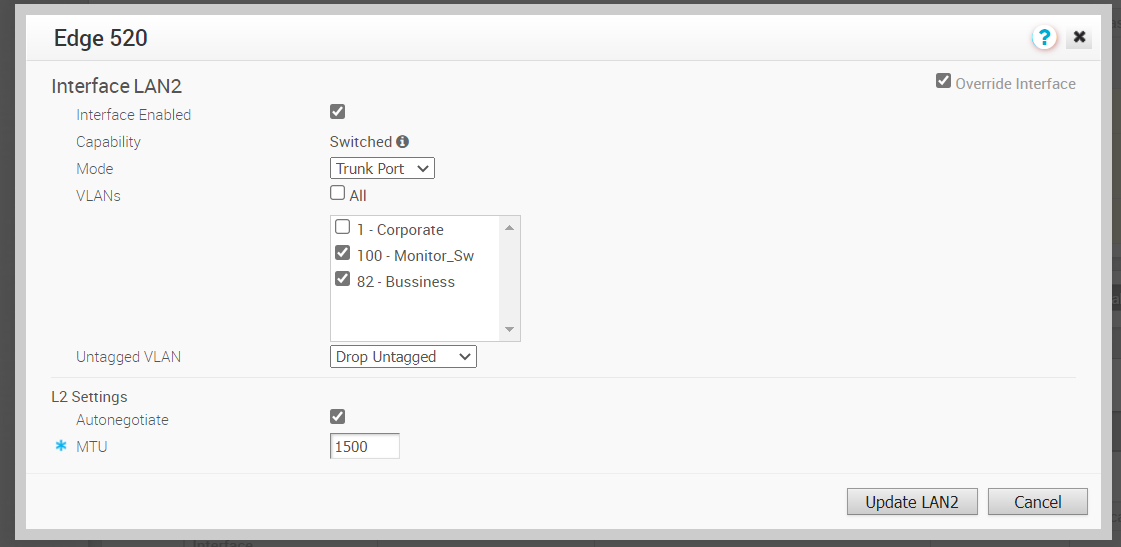 Edge 520
?
Interface LAN2
Override Interface
Interface Enabled
Capability Switched
Mode Trunk Port
VLANs All
1 - Corporate
100 - Monitor_Sw
82 - Bussiness
Untagged VLAN Drop Untagged
L2 Settings
Autonegotiate
* MTU 1500
Update LAN2 Cancel
Interface